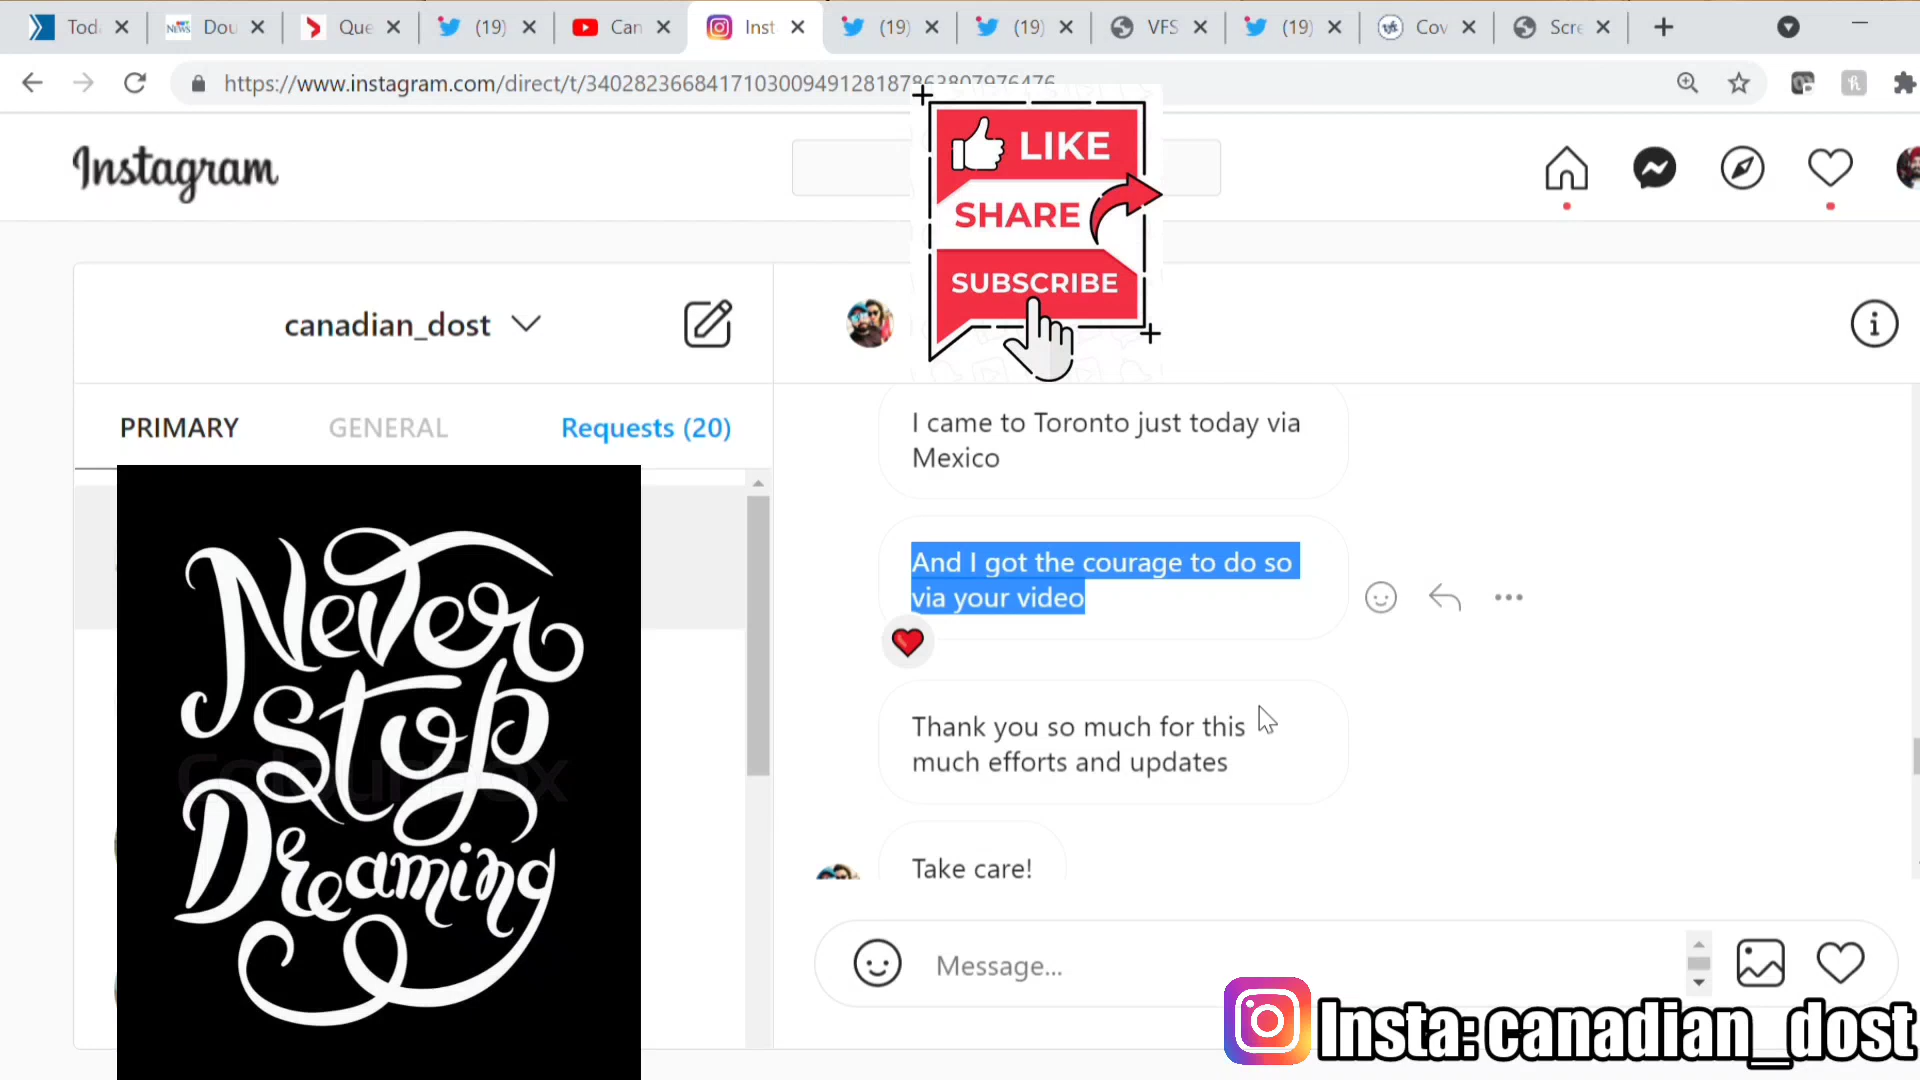 Tod
Dou
Que
(19)
Can
Inst
(19)
(19)
VFS
(19)
Cov
Scre
https://www.instagram.com/direct/t/340282366841710300949128187863807976476
Instagram
LIKE
SHARE
SUBSCRIBE
canadian_dost
PRIMARY
GENERAL
Requests (20)
I came to Toronto just today via
Mexico
And I got the courage to do so
via your video
Thank you so much for this
much efforts and updates
Take care!
Message...
Never
Stop
Dreaming
Insta: canadian_dost